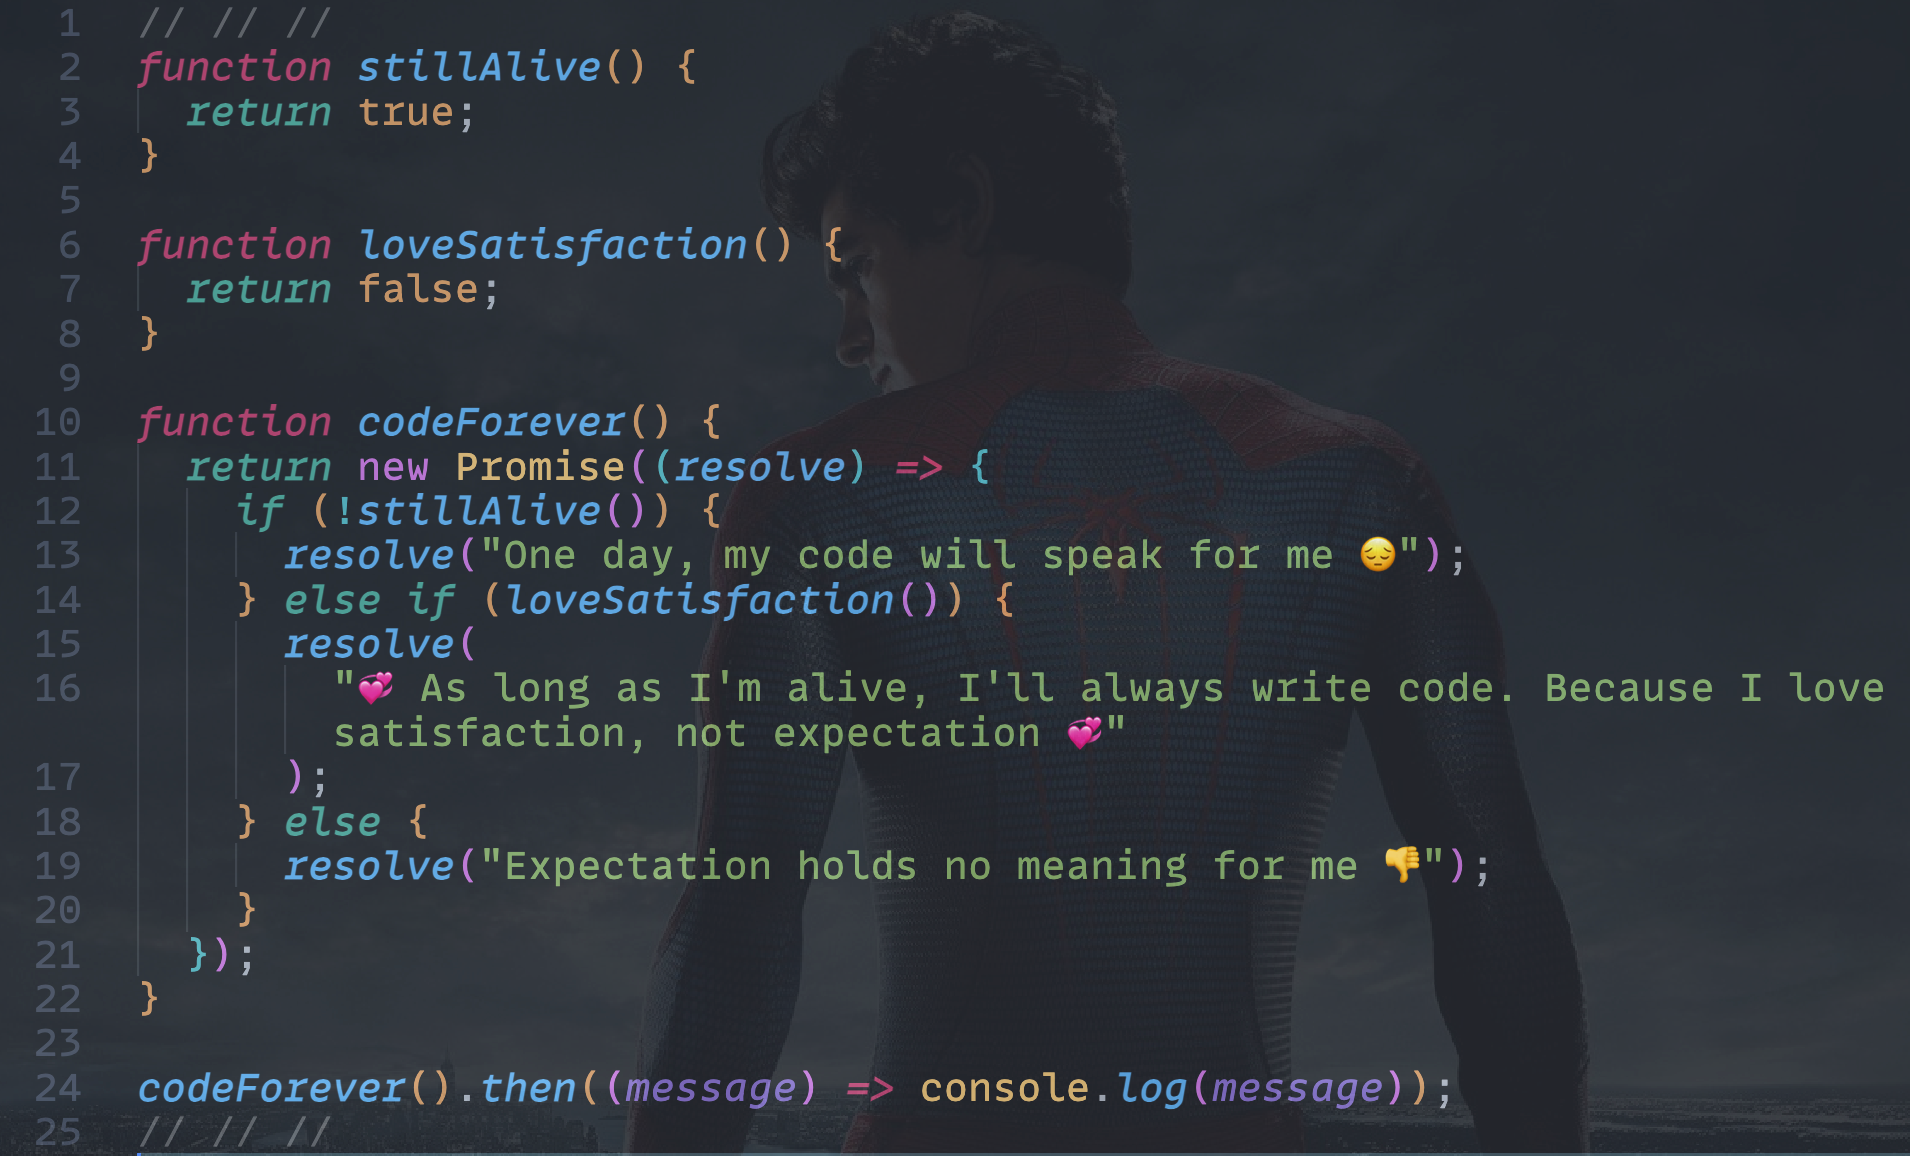 1 // // //
2 function stillAlive() {
3 return true;
4 }
5
6 function loveSatisfaction() {
7 return false;
8 }
9
10 function codeForever() {
11 return new Promise((resolve) => {
12 if (!stillAlive()) {
13 resolve("One day, my code will speak for me 😔");
14 } else if (loveSatisfaction()) {
15 resolve(
16 "💞 As long as I'm alive, I'll always write code. Because I love
satisfaction, not expectation 💞"
17 );
18 } else {
19 resolve("Expectation holds no meaning for me 👎");
20 }
21 });
22 }
23
24 codeForever().then((message) => console.log(message));
25 // // //